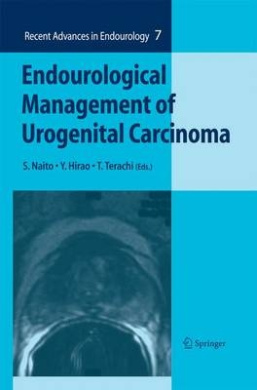 Recent Advances in Endourology 7
Endourological
Management of
Urogenital Carcinoma
S. Naito • Y. Hirao • T. Terachi (Eds.)
Springer